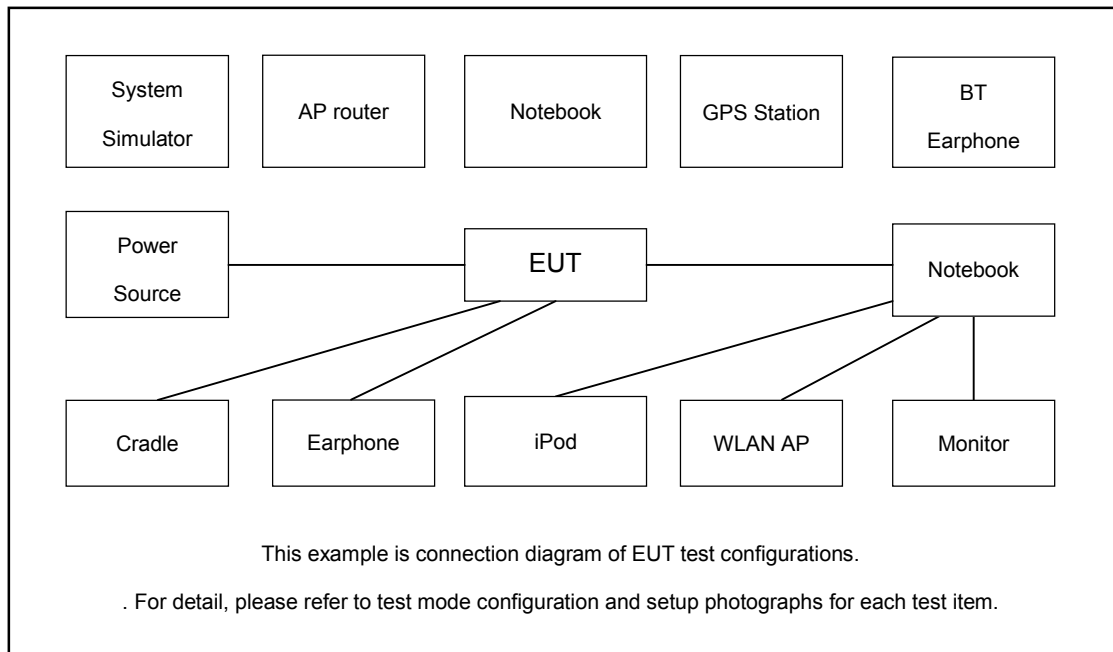 System
Simulator
AP router
Notebook
GPS Station
BT
Earphone
Power
Source
EUT
Notebook
Cradle
Earphone
iPod
WLAN AP
Monitor
This example is connection diagram of EUT test configurations.
. For detail, please refer to test mode configuration and setup photographs for each test item.